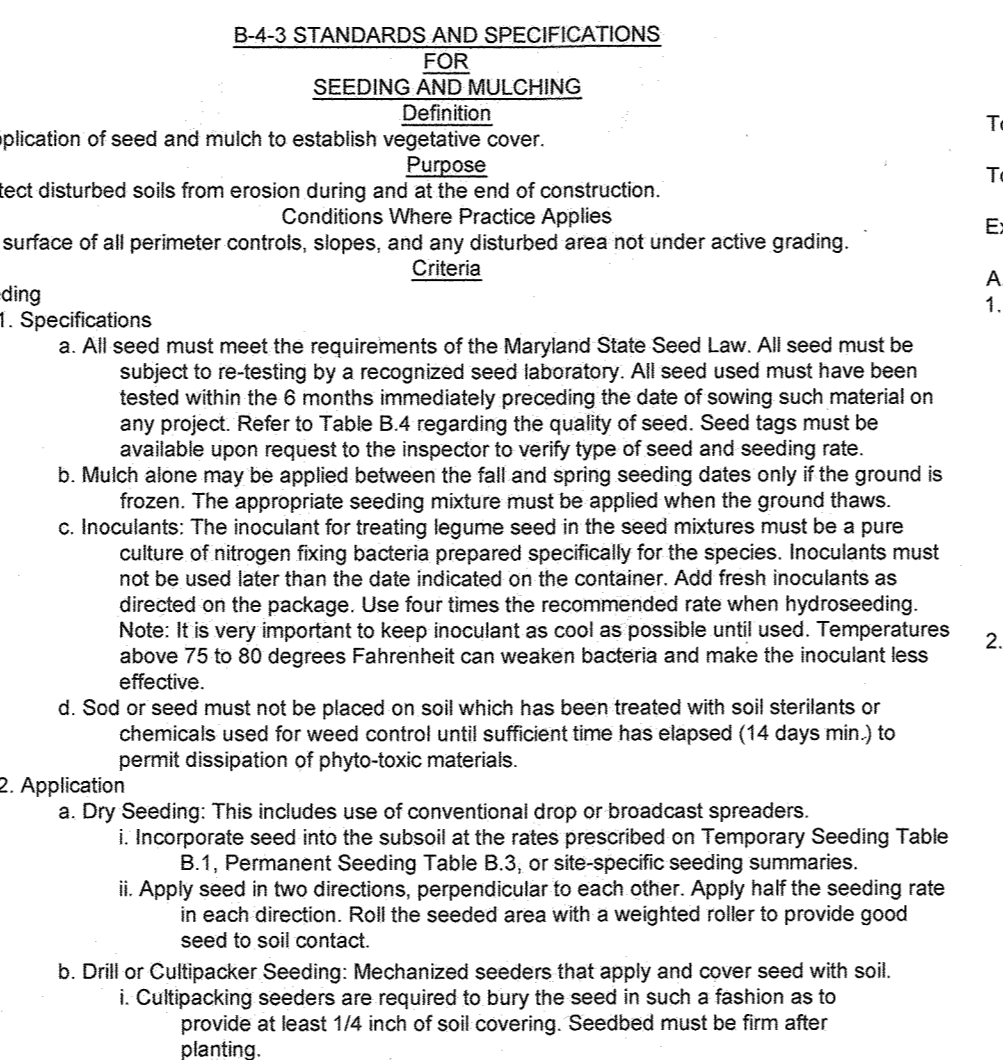 B-4-3 STANDARDS AND SPECIFICATIONS
FOR
SEEDING AND MULCHING
Definition
plication of seed and mulch to establish vegetative cover.
Purpose
tect disturbed soils from erosion during and at the end of construction.
Conditions Where Practice Applies
surface of all perimeter controls, slopes, and any disturbed area not under active grading.
Criteria
ding
1. Specifications
a. All seed must meet the requirements of the Maryland State Seed Law. All seed must be
subject to re-testing by a recognized seed laboratory. All seed used must have been
tested within the 6 months immediately preceding the date of sowing such material on
any project. Refer to Table B.4 regarding the quality of seed. Seed tags must be
available upon request to the inspector to verify type of seed and seeding rate.
b. Mulch alone may be applied between the fall and spring seeding dates only if the ground is
frozen. The appropriate seeding mixture must be applied when the ground thaws.
c. Inoculants: The inoculant for treating legume seed in the seed mixtures must be a pure
culture of nitrogen fixing bacteria prepared specifically for the species. Inoculants must
not be used later than the date indicated on the container. Add fresh inoculants as
directed on the package. Use four times the recommended rate when hydroseeding.
Note: It is very important to keep inoculant as cool as possible until used. Temperatures
above 75 to 80 degrees Fahrenheit can weaken bacteria and make the inoculant less
effective.
d. Sod or seed must not be placed on soil which has been treated with soil sterilants or
chemicals used for weed control until sufficient time has elapsed (14 days min.) to
permit dissipation of phyto-toxic materials.
2. Application
a. Dry Seeding: This includes use of conventional drop or broadcast spreaders.
i. Incorporate seed into the subsoil at the rates prescribed on Temporary Seeding Table
B.1, Permanent Seeding Table B.3, or site-specific seeding summaries.
ii. Apply seed in two directions, perpendicular to each other. Apply half the seeding rate
in each direction. Roll the seeded area with a weighted roller to provide good
seed to soil contact.
b. Drill or Cultipacker Seeding: Mechanized seeders that apply and cover seed with soil.
i. Cultipacking seeders are required to bury the seed in such a fashion as to
provide at least 1/4 inch of soil covering. Seedbed must be firm after
planting.
To
To
Ex
A
1.
2.